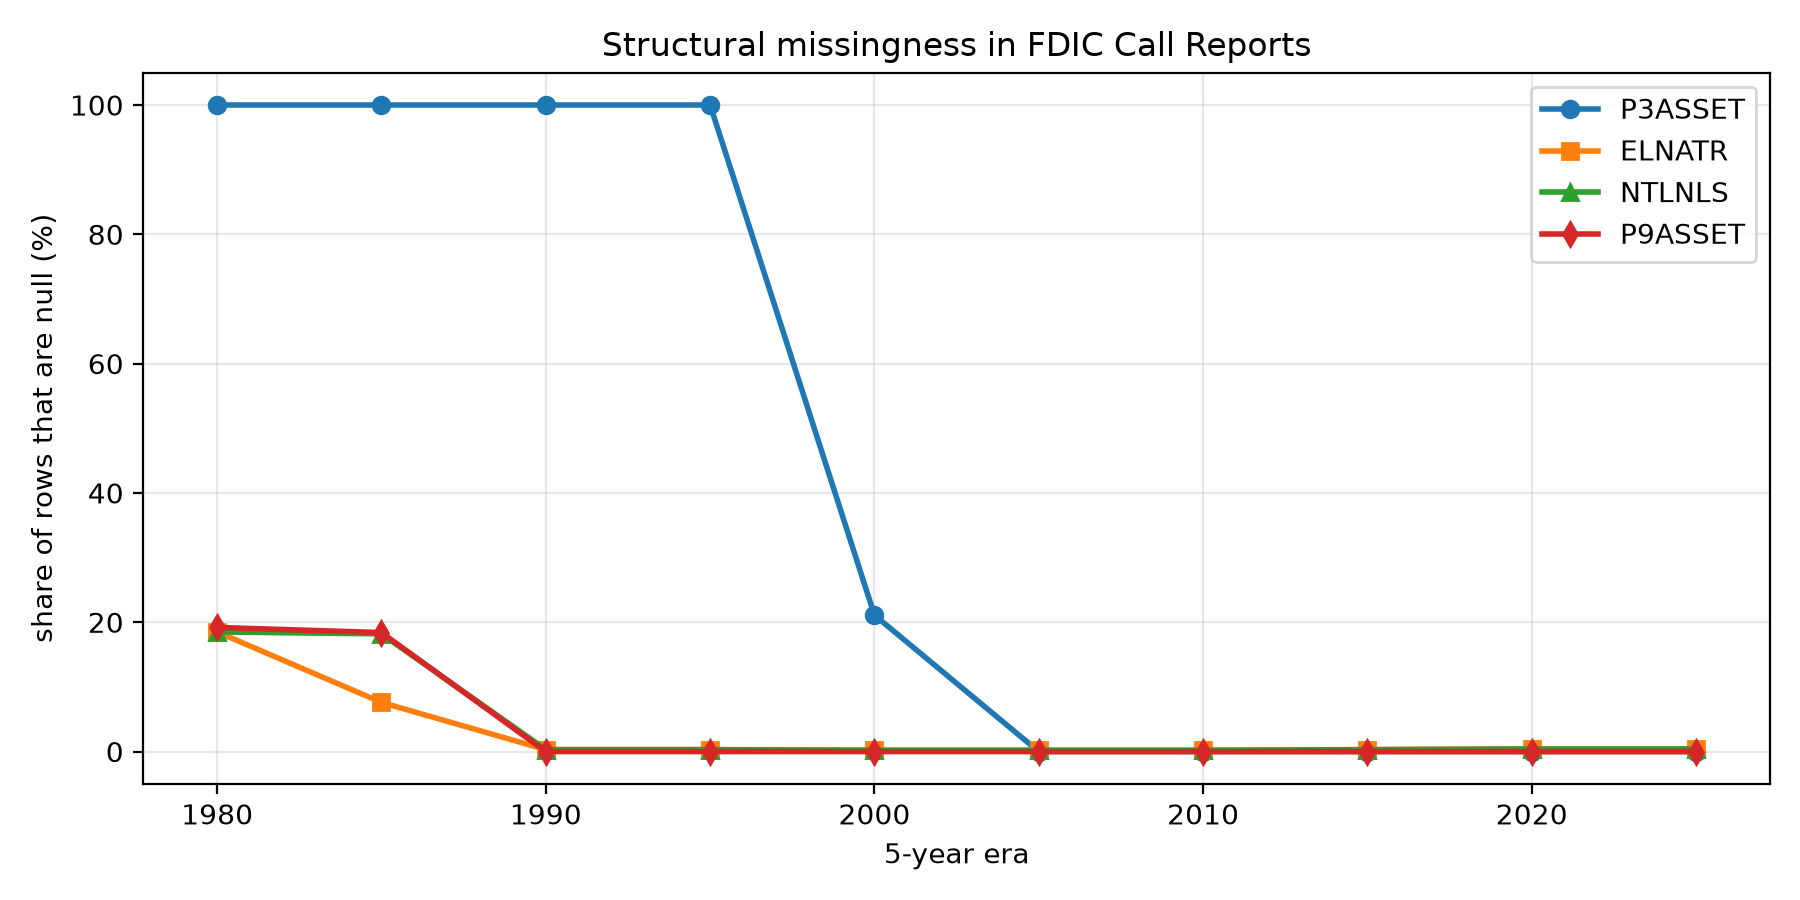 Structural missingness in FDIC Call Reports
share of rows that are null (%)
100
80
60
40
20
0
P3ASSET
ELNATR
NTLNLS
P9ASSET
1980
1990
2000
2010
2020
5-year era